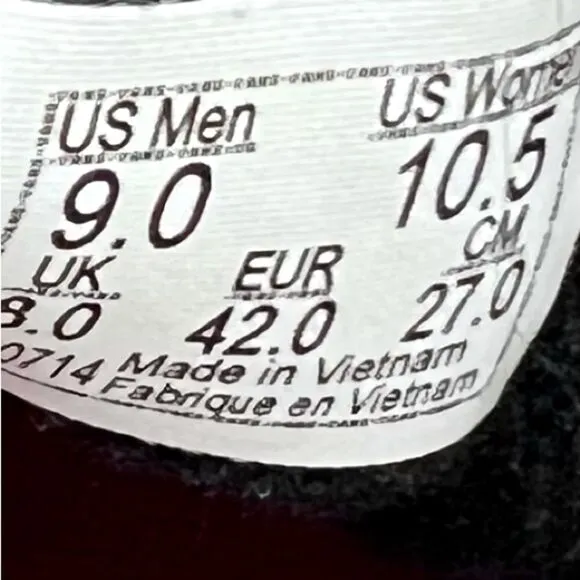 US Men US Women
9.0 10.5
UK EUR CM
8.0 42.0 27.0
0714 Made in Vietnam
Fabrique en Vietnam